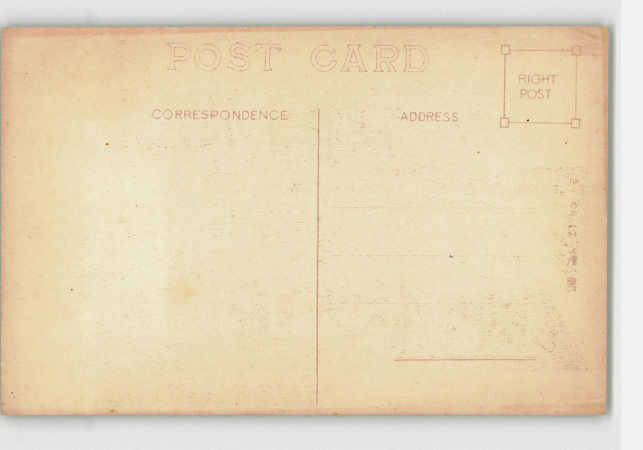 POST CARD
RIGHT
POST
CORRESPONDENCE
ADDRESS